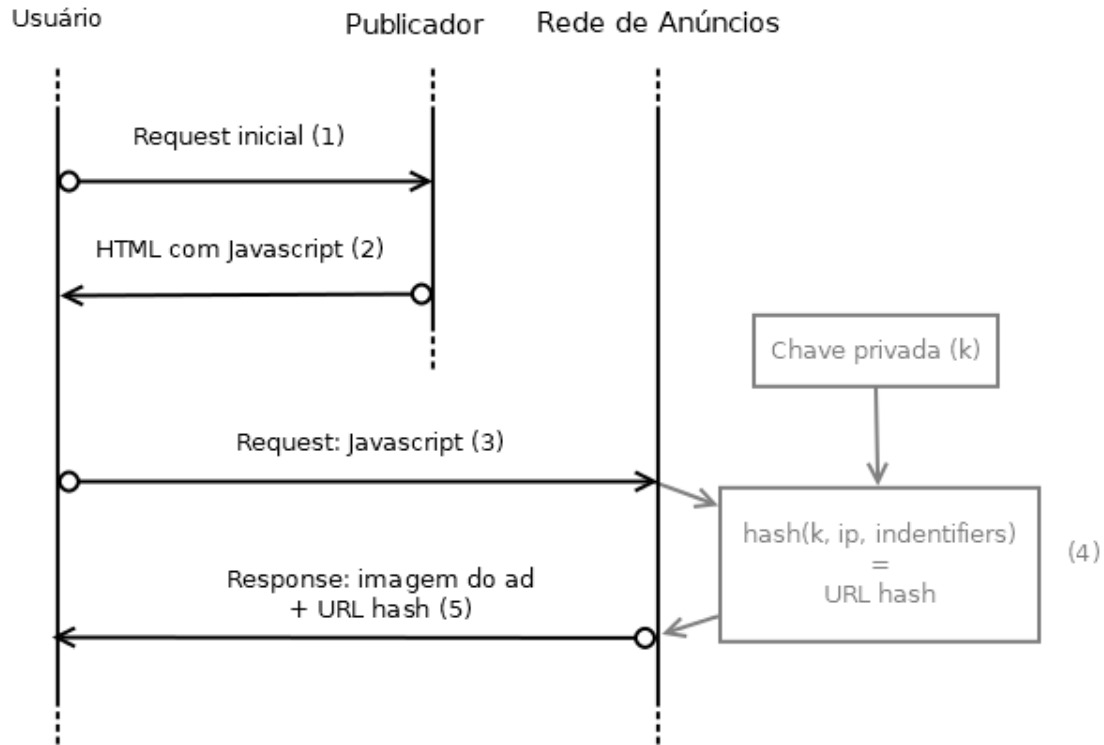 Usuário
Publicador
Rede de Anúncios
Request inicial (1)
HTML com Javascript (2)
Chave privada (k)
Request: Javascript (3)
hash(k, ip, indentifiers)
=
URL hash
(4)
Response: imagem do ad
+ URL hash (5)